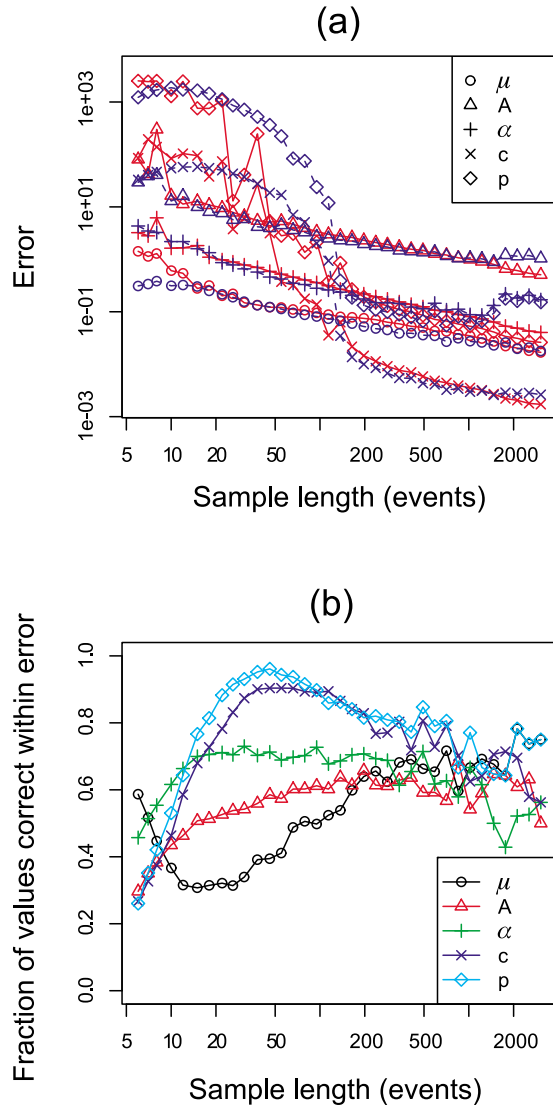 (a)
1e+03
1e+01
1e-01
1e-03
Error
μ
A
α
c
p
5 10 20 50 200 500 2000
Sample length (events)
(b)
1.0
0.8
0.6
0.4
0.2
0.0
Fraction of values correct within error
μ
A
α
c
p
5 10 20 50 200 500 2000
Sample length (events)